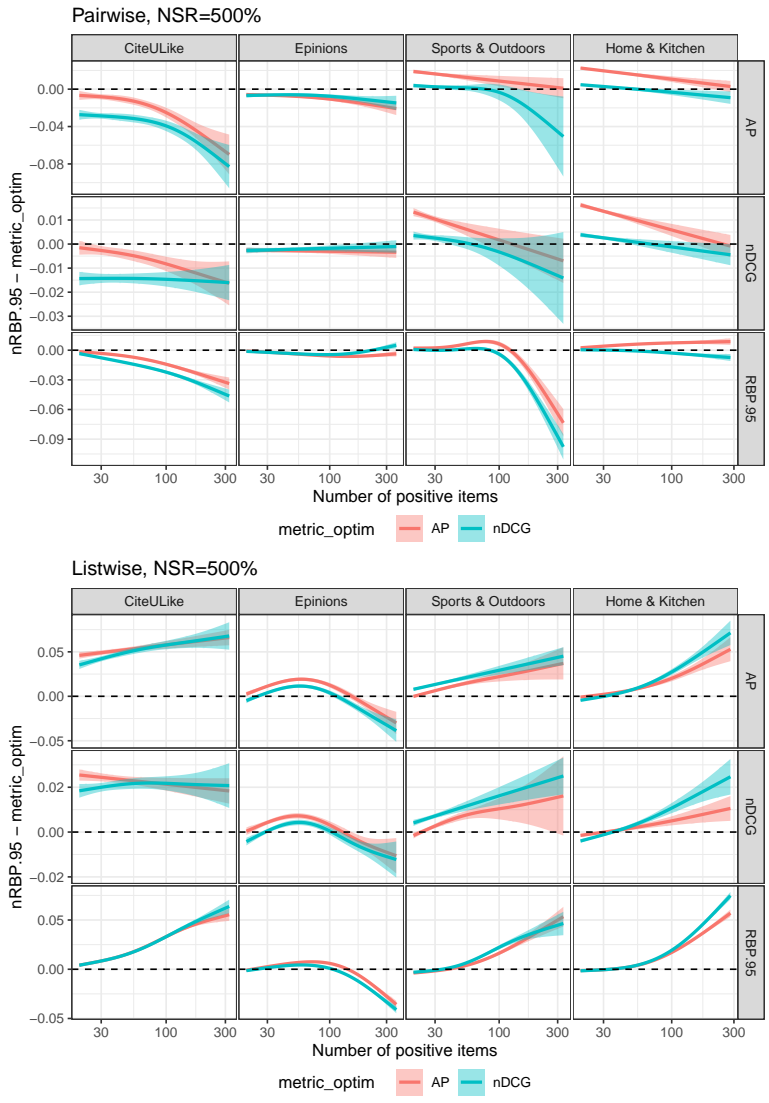 Pairwise, NSR=500%
CiteULike Epinions Sports & Outdoors Home & Kitchen
0.00
−0.04
−0.08
AP
0.01
0.00
−0.01
−0.02
−0.03
nDCG
0.00
−0.03
−0.06
−0.09
RBP.95
nRBP.95 − metric_optim
30 100 300 30 100 300 30 100 300 30 100 300
Number of positive items
metric_optim AP nDCG
Listwise, NSR=500%
CiteULike Epinions Sports & Outdoors Home & Kitchen
0.05
0.00
−0.05
AP
0.02
0.00
−0.02
nDCG
0.05
0.00
−0.05
RBP.95
nRBP.95 − metric_optim
30 100 300 30 100 300 30 100 300 30 100 300
Number of positive items
metric_optim AP nDCG